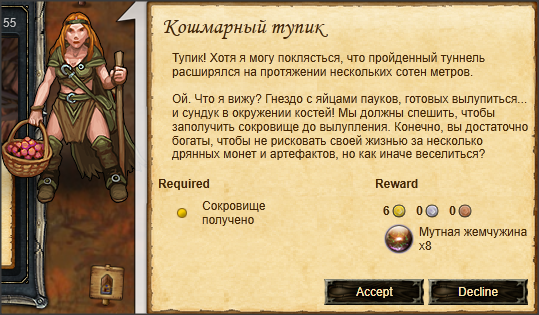 55
Кошмарный тупик
Тупик! Хотя я могу поклясться, что пройденный туннель
расширялся на протяжении нескольких сотен метров.
Ой. Что я вижу? Гнездо с яйцами пауков, готовых вылупиться...
и сундук в окружении костей! Мы должны спешить, чтобы
заполучить сокровище до вылупления. Конечно, вы достаточно
богаты, чтобы не рисковать своей жизнью за несколько
дрянных монет и артефактов, но как иначе веселиться?
Required
Reward
Сокровище
получено
6 0 0
Мутная жемчужина
x8
Accept
Decline